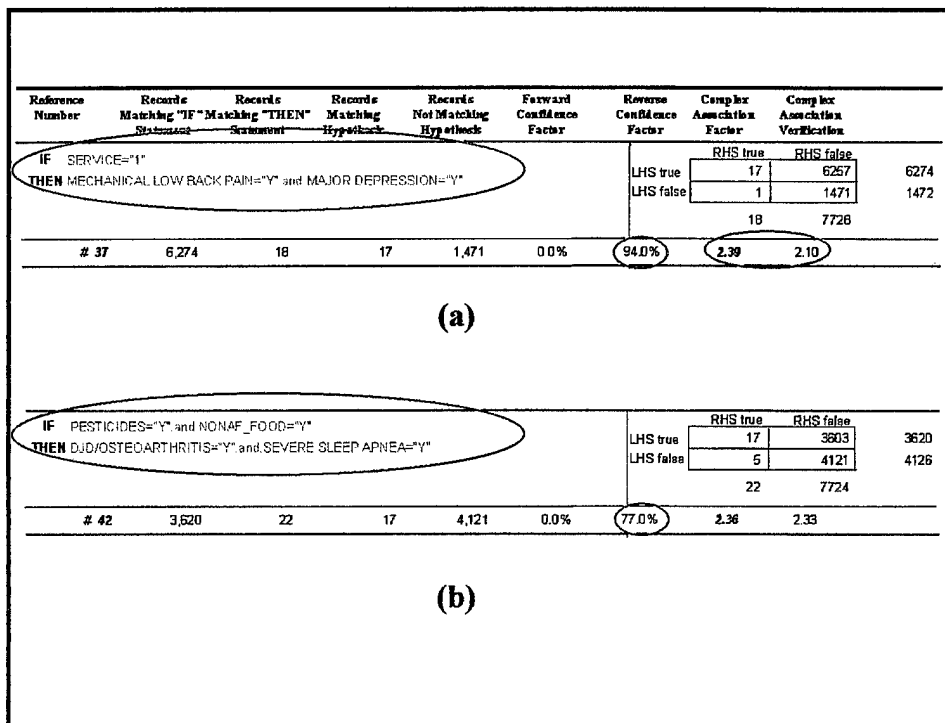 Reference Records Records Records Records Forward Reverse Complex Complex
Number Matching "IF" Matching "THEN" Matching Not Matching Confidence Confidence Association Association
Statement Statement Hypothesis Hypothesis Factor Factor Factor Verification
IF SERVICE="1"
THEN MECHANICAL LOW BACK PAIN="Y" and MAJOR DEPRESSION="Y"
RHS true RHS false
LHS true 17 6257 6274
LHS false 1 1471 1472
18 7728
# 37 6,274 18 17 1,471 0.0% 94.0% 2.39 2.10
(a)
IF PESTICIDES="Y" and NONAF_FOOD="Y"
THEN DJD/OSTEOARTHRITIS="Y" and SEVERE SLEEP APNEA="Y"
RHS true RHS false
LHS true 17 3603 3620
LHS false 5 4121 4126
22 7724
# 42 3,620 22 17 4,121 0.0% 77.0% 2.36 2.33
(b)